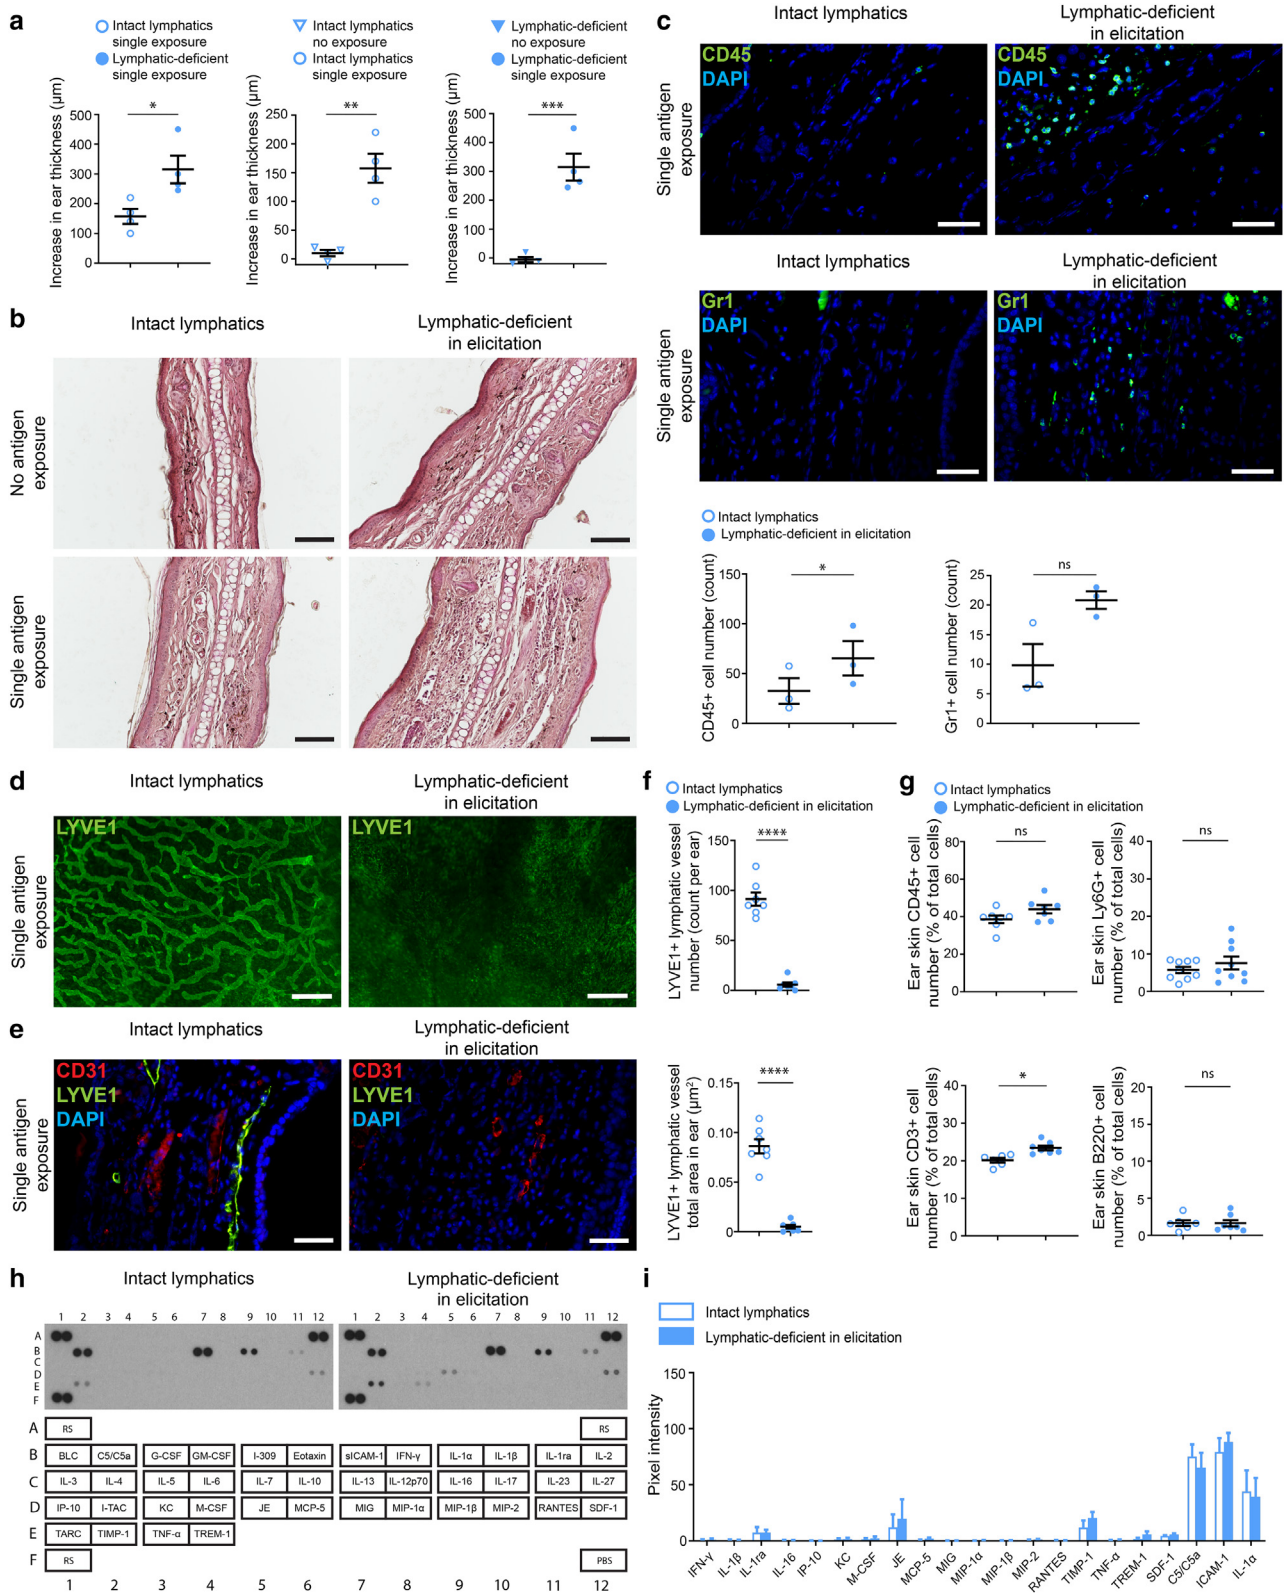 a
Intact lymphatics
single exposure
Lymphatic-deficient
single exposure
Increase in ear thickness (µm)
500
400
300
200
100
0
*
Intact lymphatics
no exposure
Intact lymphatics
single exposure
Increase in ear thickness (µm)
250
200
150
100
50
0
**
Lymphatic-deficient
no exposure
Lymphatic-deficient
single exposure
Increase in ear thickness (µm)
500
400
300
200
100
0
***
b
Intact lymphatics
Lymphatic-deficient
in elicitation
No antigen
exposure
Single antigen
exposure
c
Intact lymphatics
Lymphatic-deficient
in elicitation
Single antigen
exposure
CD45
DAPI
CD45
DAPI
Intact lymphatics
Lymphatic-deficient
in elicitation
Single antigen
exposure
Gr1
DAPI
Gr1
DAPI
Intact lymphatics
Lymphatic-deficient in elicitation
CD45+ cell number (count)
150
100
50
0
*
Gr1+ cell number (count)
25
20
15
10
5
0
ns
d
Intact lymphatics
Lymphatic-deficient
in elicitation
Single antigen
exposure
LYVE1
LYVE1
e
Intact lymphatics
Lymphatic-deficient
in elicitation
Single antigen
exposure
CD31
LYVE1
DAPI
CD31
LYVE1
DAPI
f
Intact lymphatics
Lymphatic-deficient in elicitation
LYVE1+ lymphatic vessel
number (count per ear)
150
100
50
0
****
LYVE1+ lymphatic vessel
total area in ear (µm²)
0.15
0.10
0.05
0
****
g
Intact lymphatics
Lymphatic-deficient in elicitation
Ear skin CD45+ cell
number (% of total cells)
80
60
40
20
0
ns
Ear skin Ly6G+ cell
number (% of total cells)
40
30
20
10
0
ns
Ear skin CD3+ cell
number (% of total cells)
40
30
20
10
0
*
Ear skin B220+ cell
number (% of total cells)
20
15
10
5
0
ns
h
Intact lymphatics
Lymphatic-deficient
in elicitation
1 2 3 4 5 6 7 8 9 10 11 12
1 2 3 4 5 6 7 8 9 10 11 12
A
B
C
D
E
F
A RS RS
B BLC C5/C5a G-CSF GM-CSF I-309 Eotaxin sICAM-1 IFN-γ IL-1α IL-1β IL-1ra IL-2
C IL-3 IL-4 IL-5 IL-6 IL-7 IL-10 IL-13 IL-12p70 IL-16 IL-17 IL-23 IL-27
D IP-10 I-TAC KC M-CSF JE MCP-5 MIG MIP-1α MIP-1β MIP-2 RANTES SDF-1
E TARC TIMP-1 TNF-α TREM-1
F RS PBS
1 2 3 4 5 6 7 8 9 10 11 12
i
Intact lymphatics
Lymphatic-deficient in elicitation
Pixel intensity
150
100
50
0
IFN-γ IL-1β IL-1ra IL-16 IP-10 KC M-CSF JE MCP-5 MIG MIP-1α MIP-1β MIP-2 RANTES TIMP-1 TNF-α TREM-1 SDF-1 C5/C5a ICAM-1 IL-1α